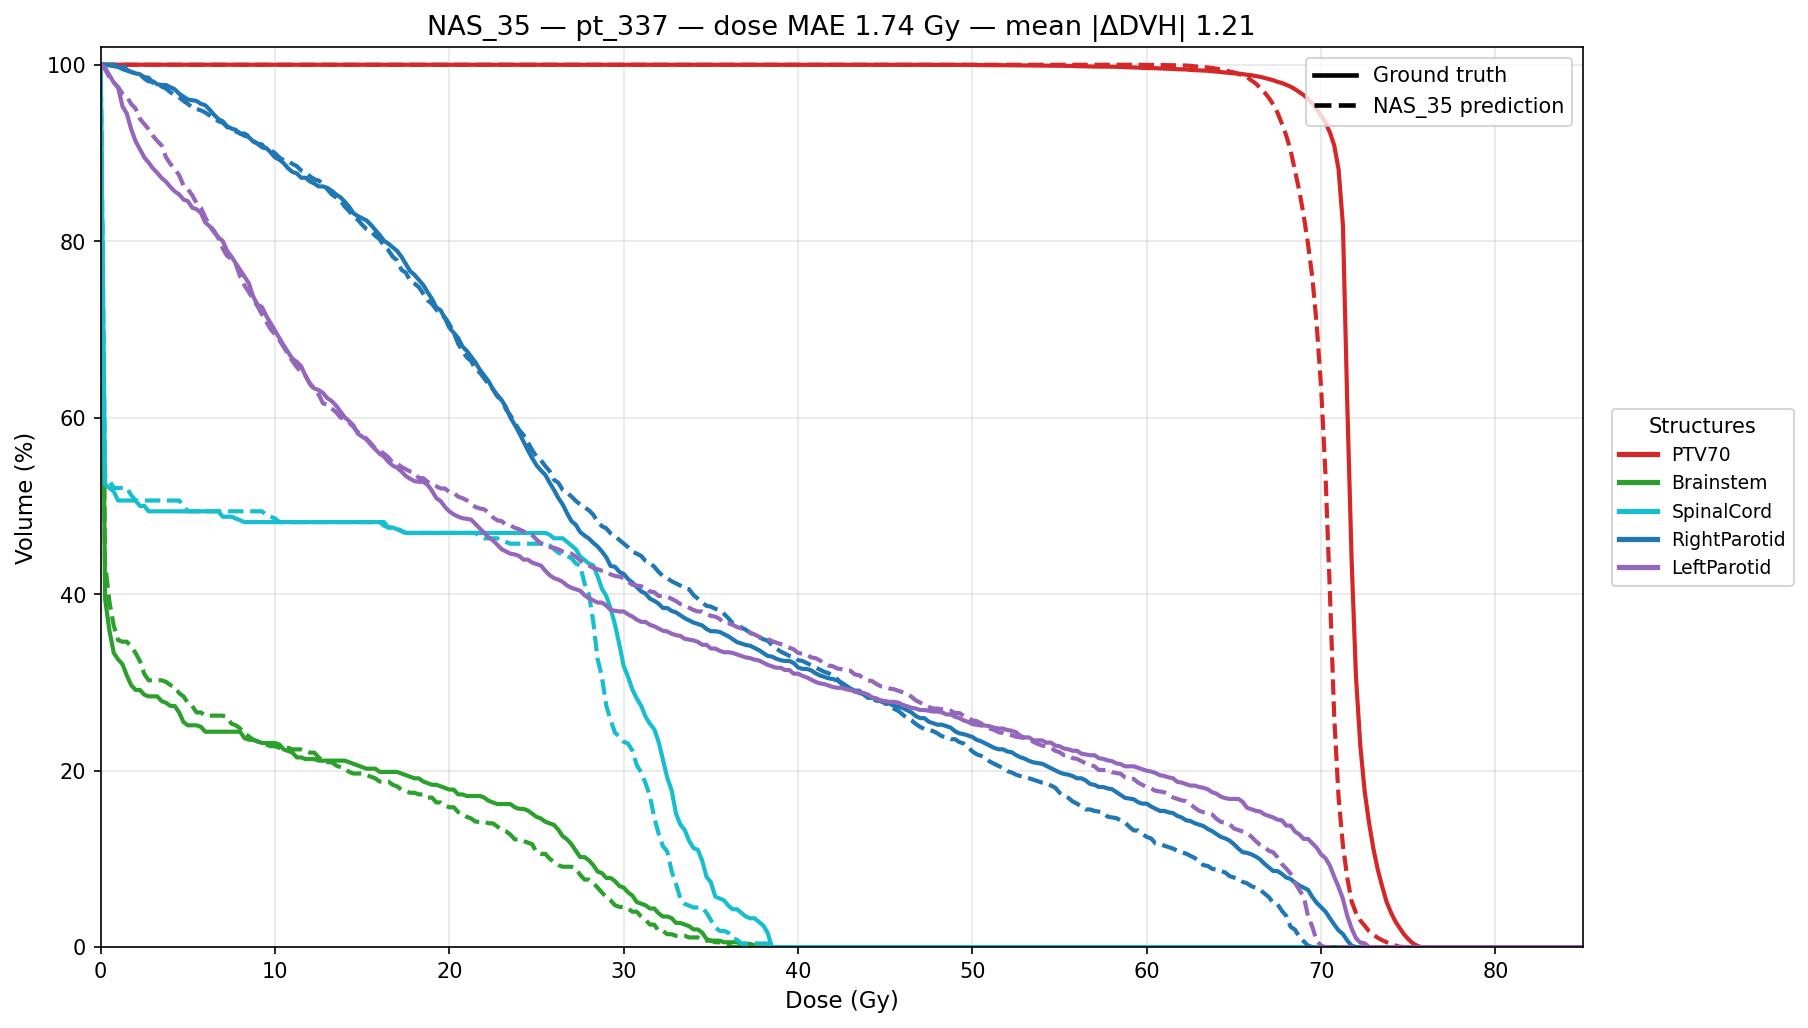 NAS_35 — pt_337 — dose MAE 1.74 Gy — mean |ΔDVH| 1.21
Ground truth
NAS_35 prediction
Volume (%)
100
80
60
40
20
0
0 10 20 30 40 50 60 70 80
Dose (Gy)
Structures
PTV70
Brainstem
SpinalCord
RightParotid
LeftParotid